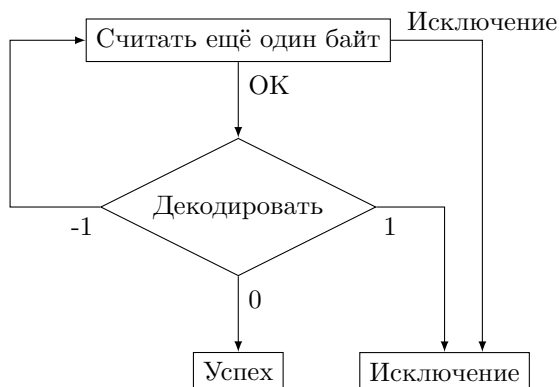 Исключение
Считать ещё один байт
OK
Декодировать
-1
1
0
Успех
Исключение